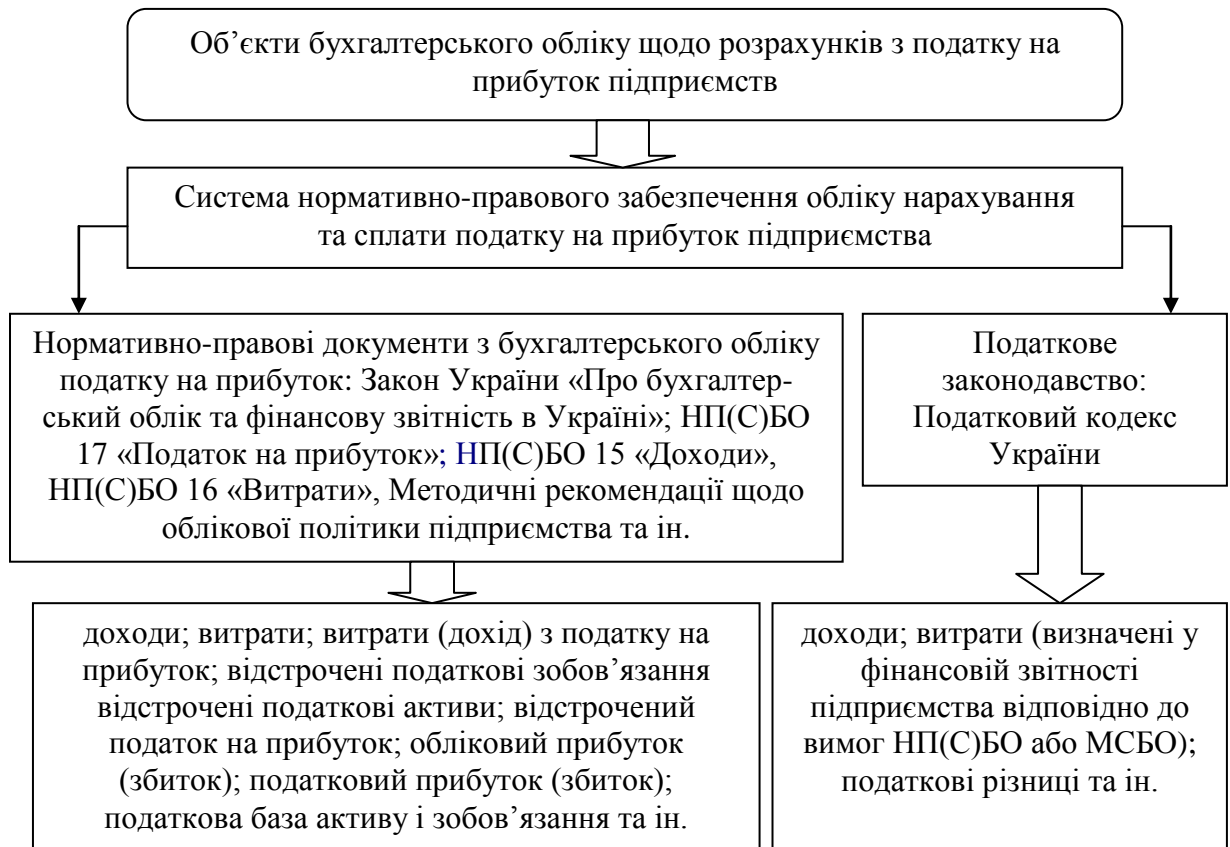 Об’єкти бухгалтерського обліку щодо розрахунків з податку на
прибуток підприємств
Система нормативно-правового забезпечення обліку нарахування
та сплати податку на прибуток підприємства
Нормативно-правові документи з бухгалтерського обліку
податку на прибуток: Закон України «Про бухгалтер-
ський облік та фінансову звітність в Україні»; НП(С)БО
17 «Податок на прибуток»; НП(С)БО 15 «Доходи»,
НП(С)БО 16 «Витрати», Методичні рекомендації щодо
облікової політики підприємства та ін.
Податкове
законодавство:
Податковий кодекс
України
доходи; витрати; витрати (дохід) з податку на
прибуток; відстрочені податкові зобов’язання
відстрочені податкові активи; відстрочений
податок на прибуток; обліковий прибуток
(збиток); податковий прибуток (збиток);
податкова база активу і зобов’язання та ін.
доходи; витрати (визначені у
фінансовій звітності
підприємства відповідно до
вимог НП(С)БО або МСБО);
податкові різниці та ін.